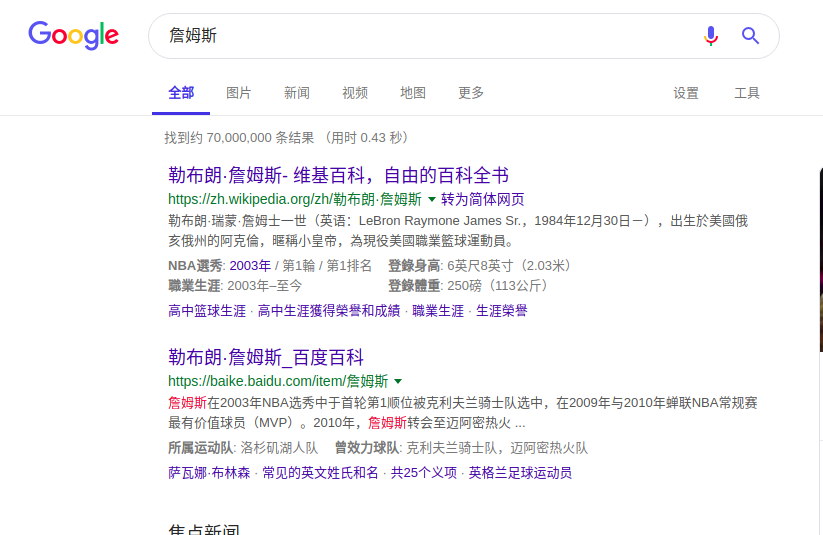 Google
詹姆斯
全部 图片 新闻 视频 地图 更多 设置 工具
找到约 70,000,000 条结果 （用时 0.43 秒）
勒布朗·詹姆斯- 维基百科，自由的百科全书
https://zh.wikipedia.org/zh/勒布朗·詹姆斯 转为简体网页
勒布朗·瑞蒙·詹姆士一世（英语：LeBron Raymone James Sr.，1984年12月30日－），出生於美國俄
亥俄州的阿克倫，暱稱小皇帝，為現役美國職業籃球運動員。
NBA選秀: 2003年 / 第1輪 / 第1排名 登錄身高: 6英尺8英寸（2.03米）
職業生涯: 2003年–至今 登錄體重: 250磅（113公斤）
高中篮球生涯 · 高中生涯獲得榮譽和成績 · 職業生涯 · 生涯榮譽
勒布朗·詹姆斯_百度百科
https://baike.baidu.com/item/詹姆斯
詹姆斯在2003年NBA选秀中于首轮第1顺位被克利夫兰骑士队选中，在2009年与2010年蝉联NBA常规赛
最有价值球员（MVP）。2010年，詹姆斯转会至迈阿密热火 ...
所属运动队: 洛杉矶湖人队 曾效力球队: 克利夫兰骑士队，迈阿密热火队
萨瓦娜·布林森 · 常见的英文姓氏和名 · 共25个义项 · 英格兰足球运动员
焦点新闻